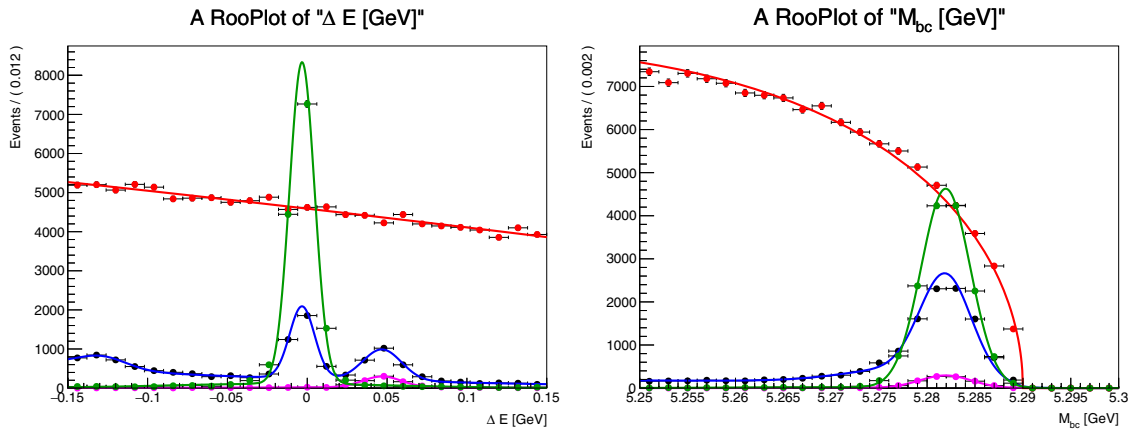 A RooPlot of "Δ E [GeV]"
Events / ( 0.012 )
8000
7000
6000
5000
4000
3000
2000
1000
0
−0.15 −0.1 −0.05 0 0.05 0.1 0.15
Δ E [GeV]
A RooPlot of "M_bc [GeV]"
Events / ( 0.002 )
7000
6000
5000
4000
3000
2000
1000
0
5.25 5.255 5.26 5.265 5.27 5.275 5.28 5.285 5.29 5.295 5.3
M_bc [GeV]